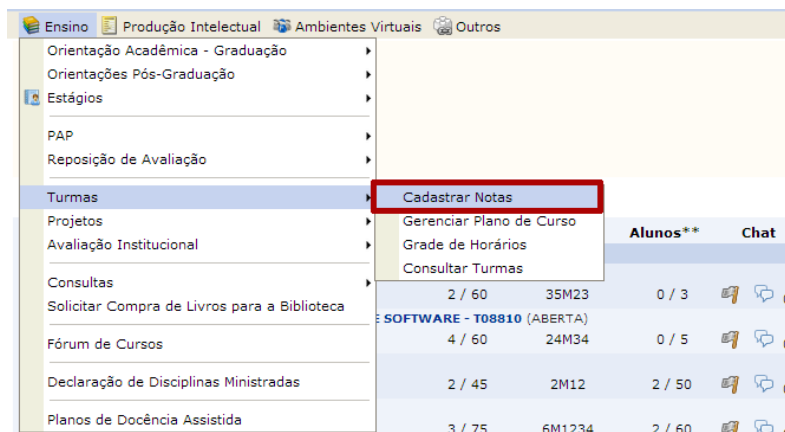 Ensino Produção Intelectual Ambientes Virtuais Outros
Orientação Acadêmica - Graduação
Orientações Pós-Graduação
Estágios
PAP
Reposição de Avaliação
Turmas
Projetos
Avaliação Institucional
Consultas
Solicitar Compra de Livros para a Biblioteca
Fórum de Cursos
Declaração de Disciplinas Ministradas
Planos de Docência Assistida
Cadastrar Notas
Gerenciar Plano de Curso
Grade de Horários
Consultar Turmas
Alunos** Chat
2 / 60 35M23 0 / 3
E SOFTWARE - T08810 (ABERTA)
4 / 60 24M34 0 / 5
2 / 45 2M12 2 / 50
3 / 75 6M1234 2 / 60